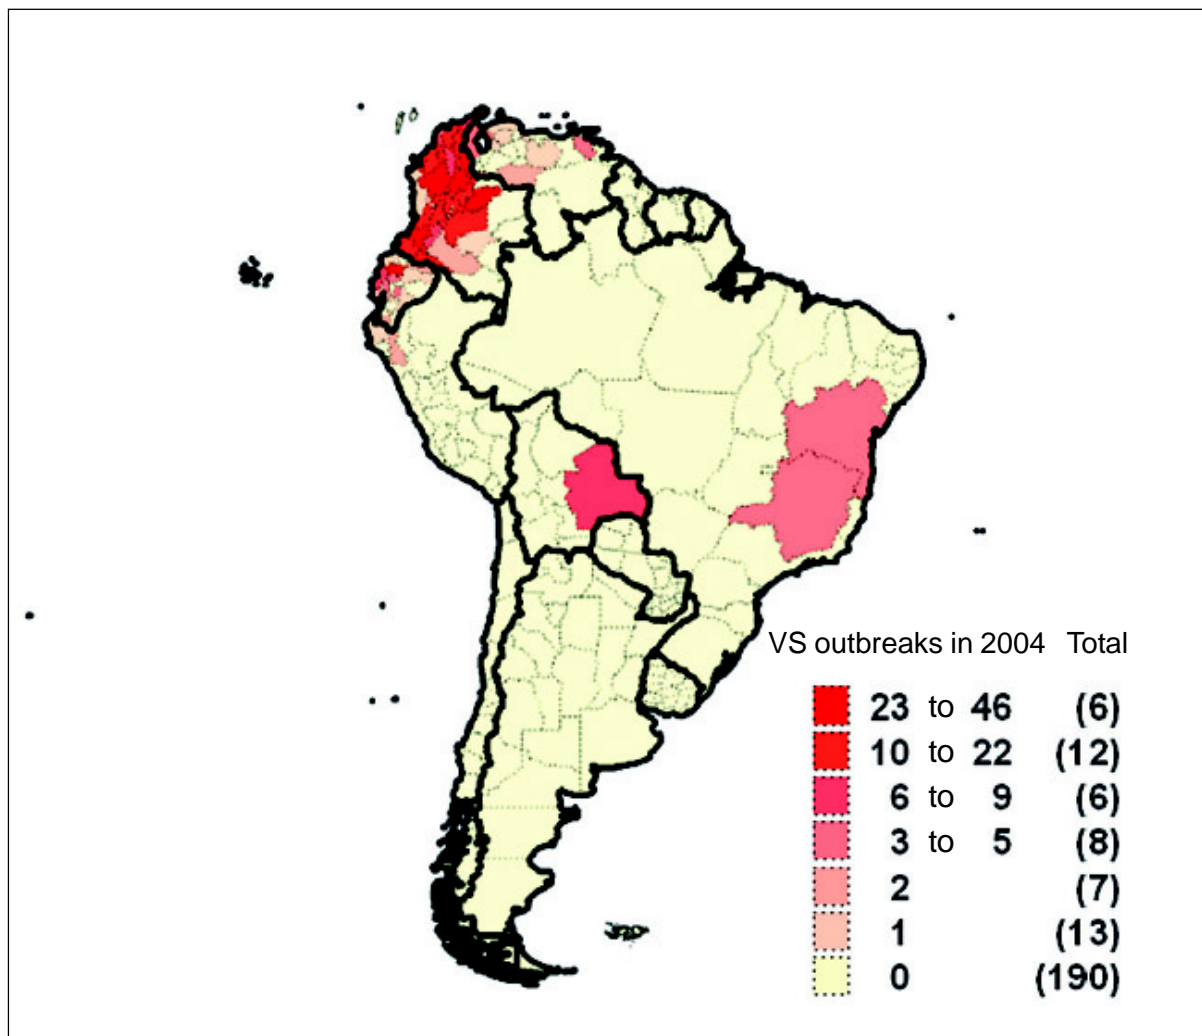 VS outbreaks in 2004 Total
23 to 46 (6)
10 to 22 (12)
6 to 9 (6)
3 to 5 (8)
2 (7)
1 (13)
0 (190)